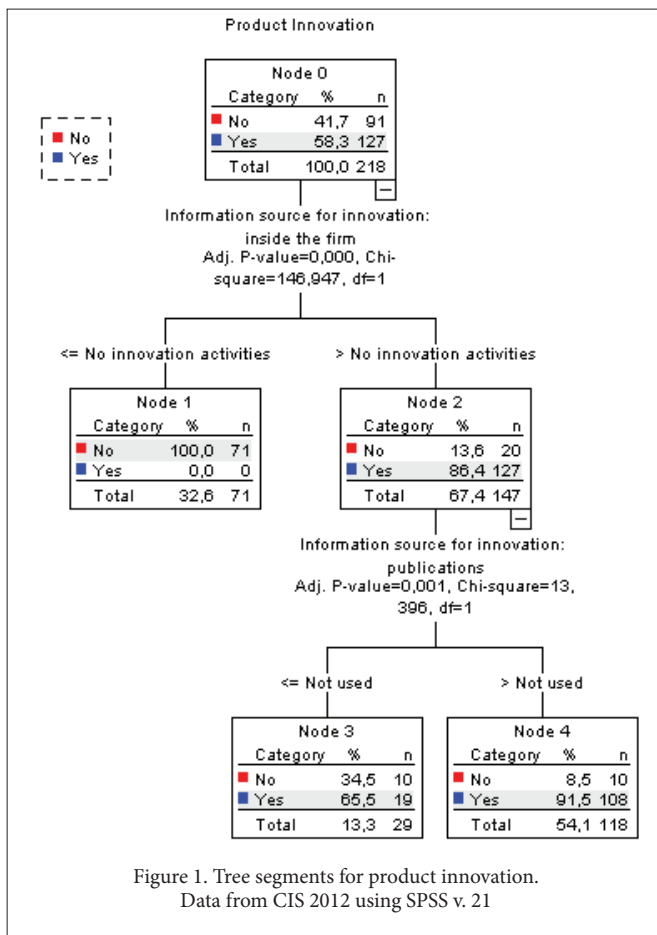 Product Innovation
No
Yes
Node 0
Category % n
No 41,7 91
Yes 58,3 127
Total 100,0 218
Information source for innovation:
inside the firm
Adj. P-value=0,000, Chi-
square=146,947, df=1
<= No innovation activities
> No innovation activities
Node 1
Category % n
No 100,0 71
Yes 0,0 0
Total 32,6 71
Node 2
Category % n
No 13,6 20
Yes 86,4 127
Total 67,4 147
Information source for innovation:
publications
Adj. P-value=0,001, Chi-square=13,
396, df=1
<= Not used
> Not used
Node 3
Category % n
No 34,5 10
Yes 65,5 19
Total 13,3 29
Node 4
Category % n
No 8,5 10
Yes 91,5 108
Total 54,1 118
Figure 1. Tree segments for product innovation.
Data from CIS 2012 using SPSS v. 21